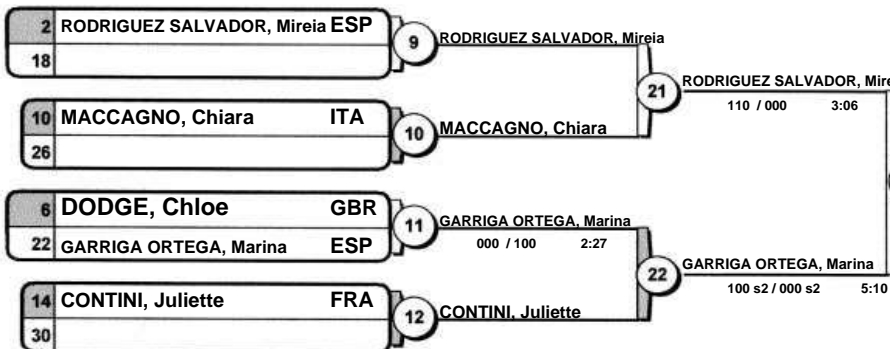 2 RODRIGUEZ SALVADOR, Mireia ESP
18
9 RODRIGUEZ SALVADOR, Mireia
10 MACCAGNO, Chiara ITA
26
10 MACCAGNO, Chiara
21 RODRIGUEZ SALVADOR, Mire
110 / 000 3:06
6 DODGE, Chloe GBR
22 GARRIGA ORTEGA, Marina ESP
11 GARRIGA ORTEGA, Marina
000 / 100 2:27
14 CONTINI, Juliette FRA
30
12 CONTINI, Juliette
22 GARRIGA ORTEGA, Marina
100 s2 / 000 s2 5:10